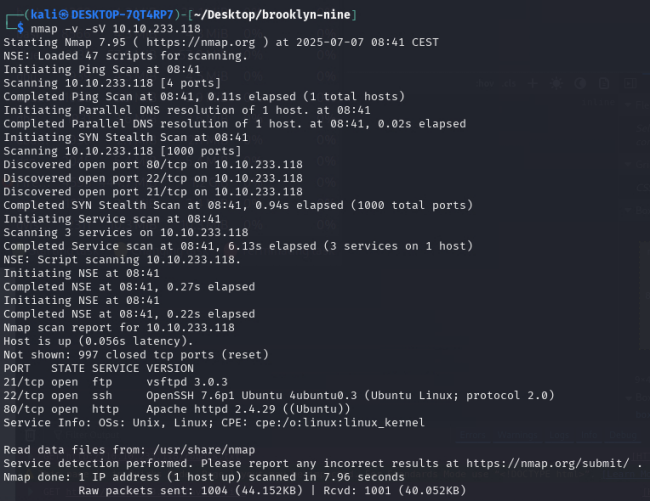 (kali㉿DESKTOP-7QT4RP7)-[~/Desktop/brooklyn-nine]
$ nmap -v -sV 10.10.233.118
Starting Nmap 7.95 ( https://nmap.org ) at 2025-07-07 08:41 CEST
NSE: Loaded 47 scripts for scanning.
Initiating Ping Scan at 08:41
Scanning 10.10.233.118 [4 ports]
Completed Ping Scan at 08:41, 0.11s elapsed (1 total hosts)
Initiating Parallel DNS resolution of 1 host. at 08:41
Completed Parallel DNS resolution of 1 host. at 08:41, 0.02s elapsed
Initiating SYN Stealth Scan at 08:41
Scanning 10.10.233.118 [1000 ports]
Discovered open port 80/tcp on 10.10.233.118
Discovered open port 22/tcp on 10.10.233.118
Discovered open port 21/tcp on 10.10.233.118
Completed SYN Stealth Scan at 08:41, 0.94s elapsed (1000 total ports)
Initiating Service scan at 08:41
Scanning 3 services on 10.10.233.118
Completed Service scan at 08:41, 6.13s elapsed (3 services on 1 host)
NSE: Script scanning 10.10.233.118.
Initiating NSE at 08:41
Completed NSE at 08:41, 0.27s elapsed
Initiating NSE at 08:41
Completed NSE at 08:41, 0.22s elapsed
Nmap scan report for 10.10.233.118
Host is up (0.056s latency).
Not shown: 997 closed tcp ports (reset)
PORT   STATE SERVICE VERSION
21/tcp open  ftp     vsftpd 3.0.3
22/tcp open  ssh     OpenSSH 7.6p1 Ubuntu 4ubuntu0.3 (Ubuntu Linux; protocol 2.0)
80/tcp open  http    Apache httpd 2.4.29 ((Ubuntu))
Service Info: OSs: Unix, Linux; CPE: cpe:/o:linux:linux_kernel

Read data files from: /usr/share/nmap
Service detection performed. Please report any incorrect results at https://nmap.org/submit/ .
Nmap done: 1 IP address (1 host up) scanned in 7.96 seconds
Raw packets sent: 1004 (44.152KB) | Rcvd: 1001 (40.052KB)